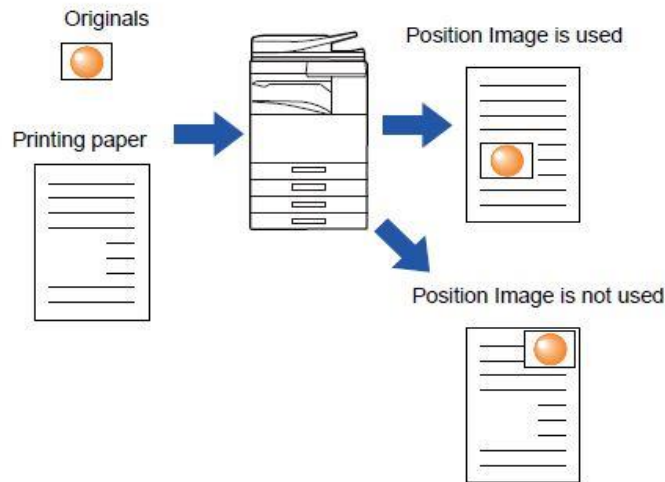 Originals
Position Image is used
Printing paper
Position Image is not used